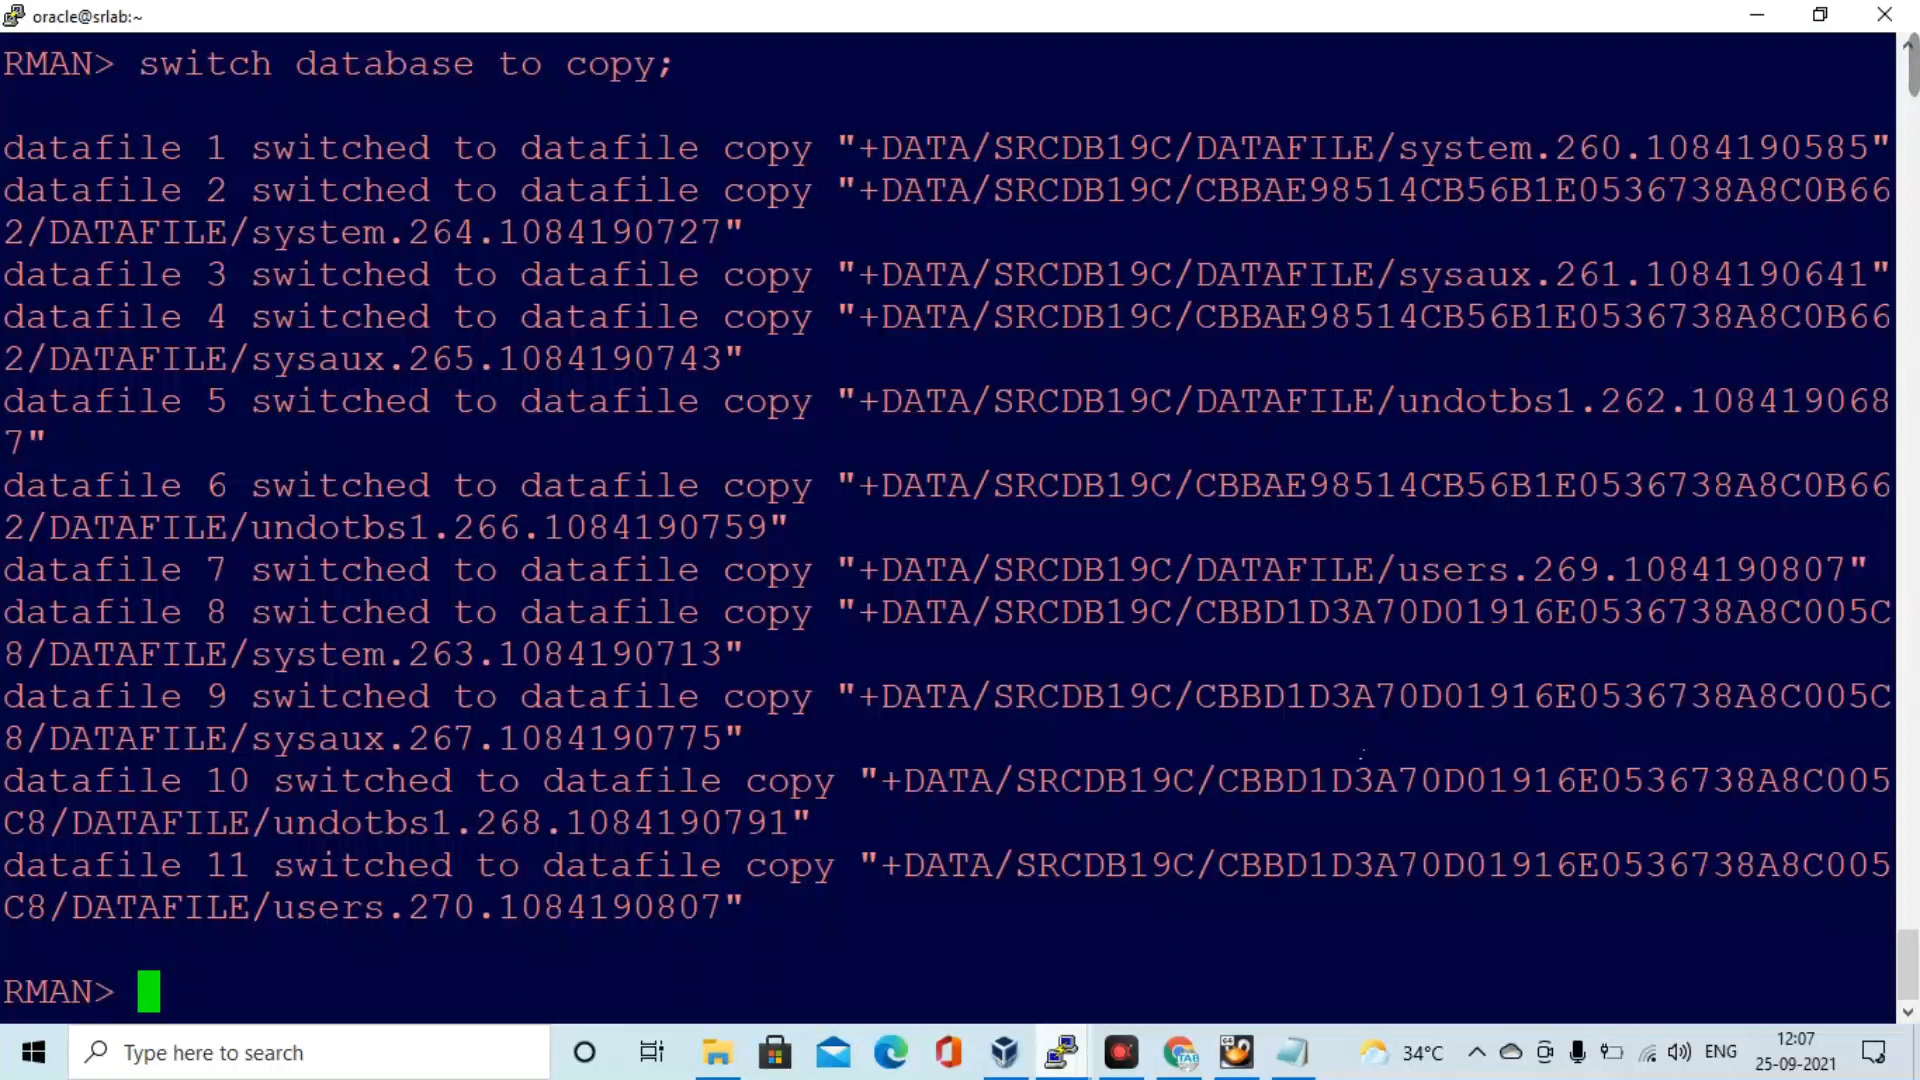 oracle@srlab:~
RMAN> switch database to copy;
datafile 1 switched to datafile copy "+DATA/SRCDB19C/DATAFILE/system.260.1084190585"
datafile 2 switched to datafile copy "+DATA/SRCDB19C/CBBAE98514CB56B1E0536738A8C0B66
2/DATAFILE/system.264.1084190727"
datafile 3 switched to datafile copy "+DATA/SRCDB19C/DATAFILE/sysaux.261.1084190641"
datafile 4 switched to datafile copy "+DATA/SRCDB19C/CBBAE98514CB56B1E0536738A8C0B66
2/DATAFILE/sysaux.265.1084190743"
datafile 5 switched to datafile copy "+DATA/SRCDB19C/DATAFILE/undotbs1.262.108419068
7"
datafile 6 switched to datafile copy "+DATA/SRCDB19C/CBBAE98514CB56B1E0536738A8C0B66
2/DATAFILE/undotbs1.266.1084190759"
datafile 7 switched to datafile copy "+DATA/SRCDB19C/DATAFILE/users.269.1084190807"
datafile 8 switched to datafile copy "+DATA/SRCDB19C/CBBD1D3A70D01916E0536738A8C005C
8/DATAFILE/system.263.1084190713"
datafile 9 switched to datafile copy "+DATA/SRCDB19C/CBBD1D3A70D01916E0536738A8C005C
8/DATAFILE/sysaux.267.1084190775"
datafile 10 switched to datafile copy "+DATA/SRCDB19C/CBBD1D3A70D01916E0536738A8C005
C8/DATAFILE/undotbs1.268.1084190791"
datafile 11 switched to datafile copy "+DATA/SRCDB19C/CBBD1D3A70D01916E0536738A8C005
C8/DATAFILE/users.270.1084190807"
RMAN>
Type here to search
34°C
ENG
12:07
25-09-2021